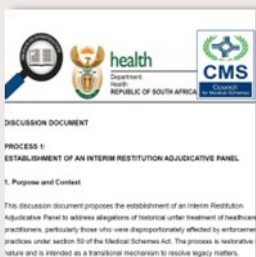 health
Department:
Health
REPUBLIC OF SOUTH AFRICA
CMS
Council
for Medical Schemes
DISCUSSION DOCUMENT
PROCESS 1:
ESTABLISHMENT OF AN INTERIM RESTITUTION ADJUDICATIVE PANEL
1. Purpose and Context
This discussion document proposes the establishment of an Interim Restitution
Adjudicative Panel to address allegations of historical unfair treatment of healthcare
practitioners, particularly those who were disproportionately affected by enforcement
practices under section 59 of the Medical Schemes Act. The process is restorative
nature and is intended as a transitional mechanism to resolve legacy matters.